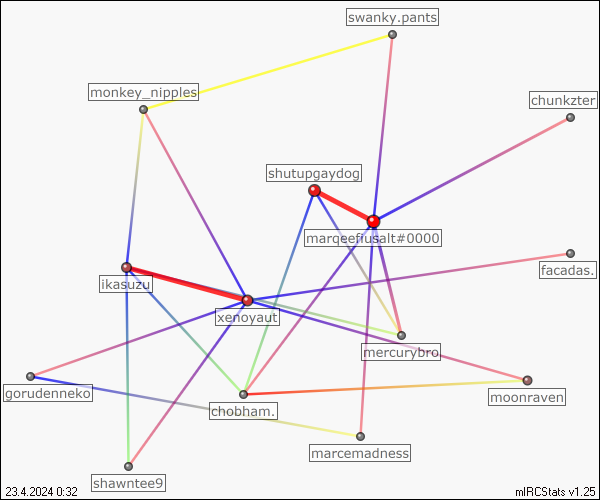 swanky.pants
monkey_nipples
chunkzter
shutupgaydog
marqeefiusalt#0000
facadas.
ikasuzu
xenoyaut
mercurybro
gorudenneko
moonraven
chobham.
marcemadness
shawntee9
23.4.2024 0:32
mIRCStats v1.25